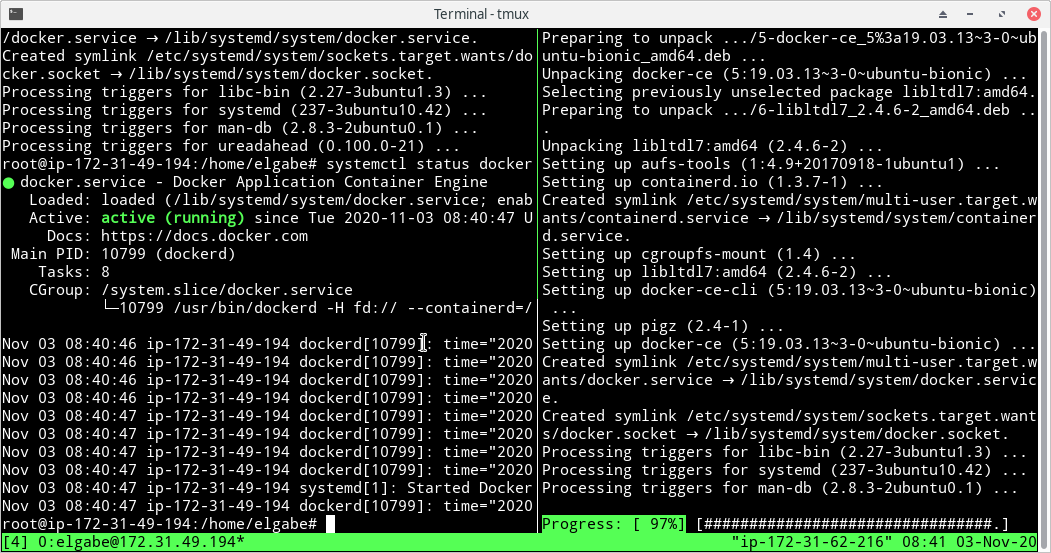 Terminal - tmux
/docker.service → /lib/systemd/system/docker.service.
Created symlink /etc/systemd/system/sockets.target.wants/do
cker.socket → /lib/systemd/system/docker.socket.
Processing triggers for libc-bin (2.27-3ubuntu1.3) ...
Processing triggers for systemd (237-3ubuntu10.42) ...
Processing triggers for man-db (2.8.3-2ubuntu0.1) ...
Processing triggers for ureadahead (0.100.0-21) ...
root@ip-172-31-49-194:/home/elgabe# systemctl status docker
● docker.service - Docker Application Container Engine
   Loaded: loaded (/lib/systemd/system/docker.service; enab
   Active: active (running) since Tue 2020-11-03 08:40:47 U
     Docs: https://docs.docker.com
 Main PID: 10799 (dockerd)
    Tasks: 8
   CGroup: /system.slice/docker.service
           └─10799 /usr/bin/dockerd -H fd:// --containerd=/
Nov 03 08:40:46 ip-172-31-49-194 dockerd[10799]: time="2020
Nov 03 08:40:46 ip-172-31-49-194 dockerd[10799]: time="2020
Nov 03 08:40:46 ip-172-31-49-194 dockerd[10799]: time="2020
Nov 03 08:40:46 ip-172-31-49-194 dockerd[10799]: time="2020
Nov 03 08:40:47 ip-172-31-49-194 dockerd[10799]: time="2020
Nov 03 08:40:47 ip-172-31-49-194 dockerd[10799]: time="2020
Nov 03 08:40:47 ip-172-31-49-194 dockerd[10799]: time="2020
Nov 03 08:40:47 ip-172-31-49-194 dockerd[10799]: time="2020
Nov 03 08:40:47 ip-172-31-49-194 systemd[1]: Started Docker
Nov 03 08:40:47 ip-172-31-49-194 dockerd[10799]: time="2020
root@ip-172-31-49-194:/home/elgabe#
Preparing to unpack .../5-docker-ce_5%3a19.03.13~3-0~ub
untu-bionic_amd64.deb ...
Unpacking docker-ce (5:19.03.13~3-0~ubuntu-bionic) ...
Selecting previously unselected package libltdl7:amd64.
Preparing to unpack .../6-libltdl7_2.4.6-2_amd64.deb ..
.
Unpacking libltdl7:amd64 (2.4.6-2) ...
Setting up aufs-tools (1:4.9+20170918-1ubuntu1) ...
Setting up containerd.io (1.3.7-1) ...
Created symlink /etc/systemd/system/multi-user.target.w
ants/containerd.service → /lib/systemd/system/container
d.service.
Setting up cgroupfs-mount (1.4) ...
Setting up libltdl7:amd64 (2.4.6-2) ...
Setting up docker-ce-cli (5:19.03.13~3-0~ubuntu-bionic)
 ...
Setting up pigz (2.4-1) ...
Setting up docker-ce (5:19.03.13~3-0~ubuntu-bionic) ...
Created symlink /etc/systemd/system/multi-user.target.w
ants/docker.service → /lib/systemd/system/docker.servic
e.
Created symlink /etc/systemd/system/sockets.target.want
s/docker.socket → /lib/systemd/system/docker.socket.
Processing triggers for libc-bin (2.27-3ubuntu1.3) ...
Processing triggers for systemd (237-3ubuntu10.42) ...
Processing triggers for man-db (2.8.3-2ubuntu0.1) ...
Progress: [ 97%] [################################.]
[4] 0:elgabe@172.31.49.194* "ip-172-31-62-216" 08:41 03-Nov-20